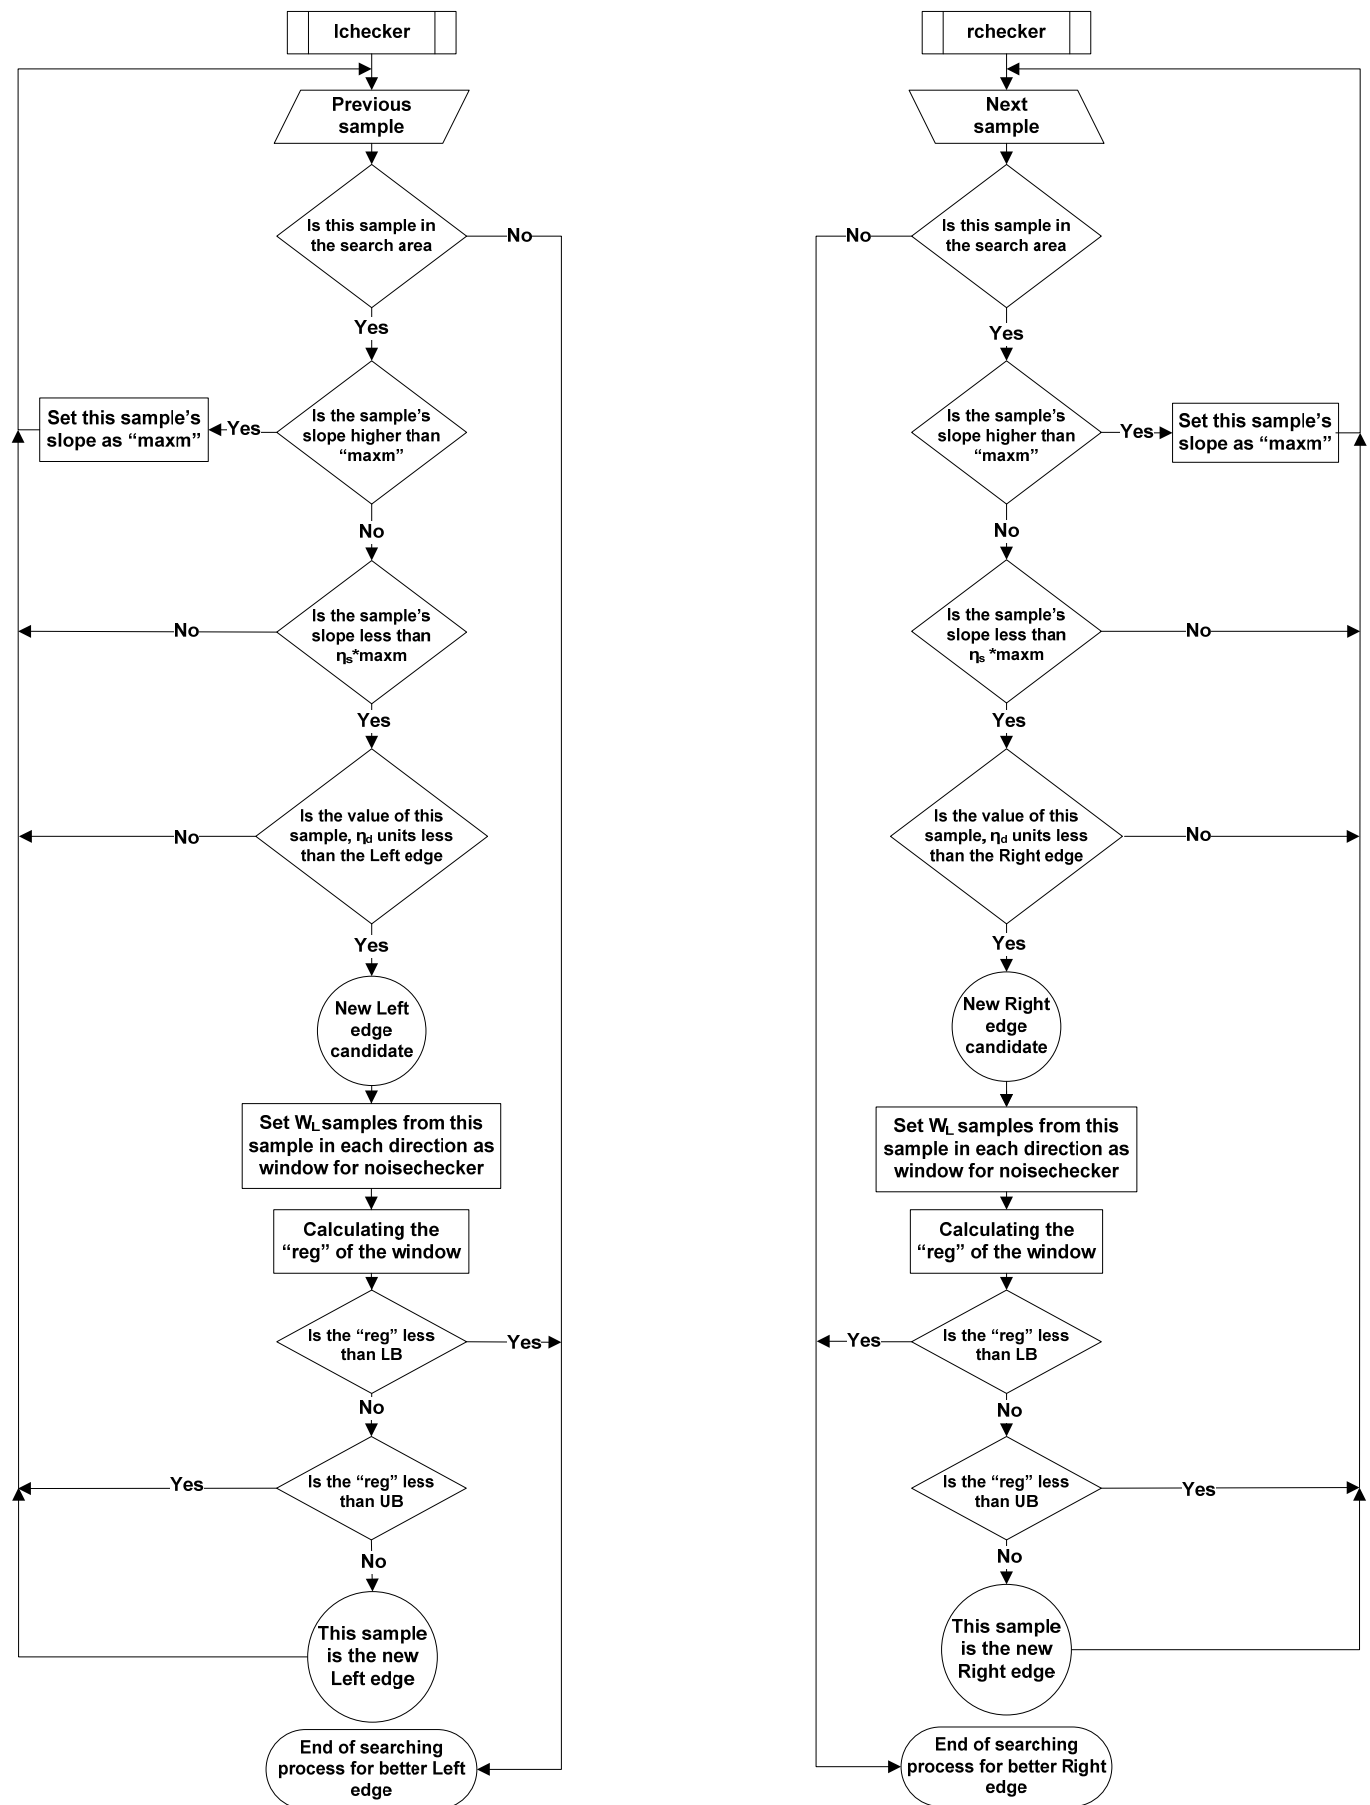 lchecker
Previous
sample
Is this sample in
the search area
No
Yes
Is the sample's
slope higher than
“maxm”
Yes
Set this sample's
slope as “maxm”
No
Is the sample's
slope less than
ηs*maxm
No
Yes
Is the value of this
sample, ηd units less
than the Left edge
No
Yes
New Left
edge
candidate
Set WL samples from this
sample in each direction as
window for noisechecker
Calculating the
“reg” of the window
Is the “reg” less
than LB
Yes
No
Is the “reg” less
than UB
Yes
No
This sample
is the new
Left edge
End of searching
process for better Left
edge
rchecker
Next
sample
Is this sample in
the search area
No
Yes
Is the sample's
slope higher than
“maxm”
Yes
Set this sample's
slope as “maxm”
No
Is the sample's
slope less than
ηs *maxm
No
Yes
Is the value of this
sample, ηd units less
than the Right edge
No
Yes
New Right
edge
candidate
Set WL samples from this
sample in each direction as
window for noisechecker
Calculating the
“reg” of the window
Is the “reg” less
than LB
Yes
No
Is the “reg” less
than UB
Yes
No
This sample
is the new
Right edge
End of searching
process for better Right
edge